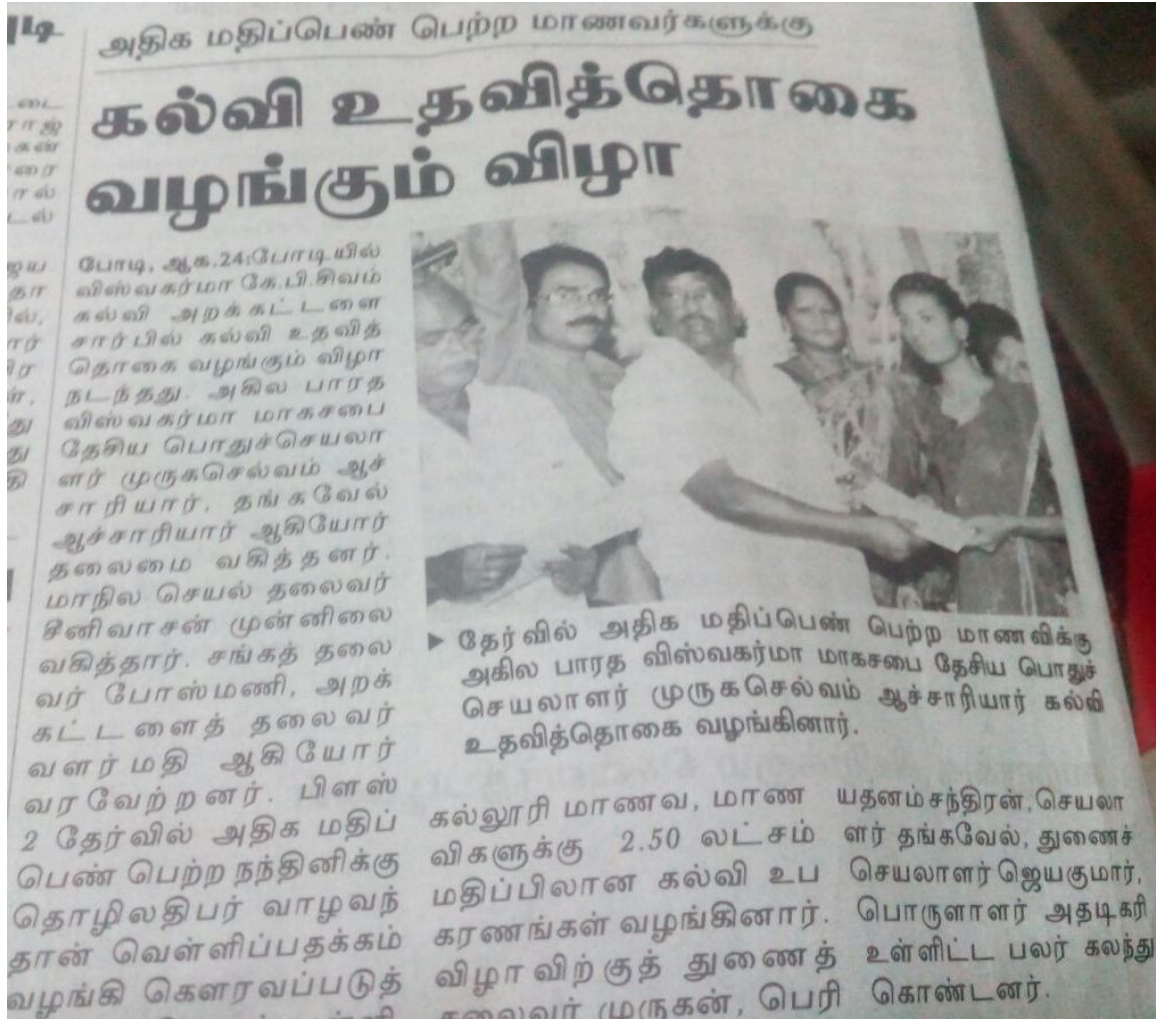 அதிக மதிப்பெண் பெற்ற மாணவர்களுக்கு
கல்வி உதவித்தொகை
வழங்கும் விழா
போடி, ஆக.24:போடியில்
விஸ்வகர்மா கே.பி.சிவம்
கல்வி அறக்கட்டளை
சார்பில் கல்வி உதவித்
தொகை வழங்கும் விழா
நடந்தது. அகில பாரத
விஸ்வகர்மா மாகசபை
தேசிய பொதுச்செயலா
ளர் முருகசெல்வம் ஆச்
சாரியார், தங்கவேல்
ஆச்சாரியார் ஆகியோர்
தலைமை வகித்தனர்.
மாநில செயல் தலைவர்
சீனிவாசன் முன்னிலை
வகித்தார். சங்கத் தலை
வர் போஸ்மணி, அறக்
கட்டளைத் தலைவர்
வளர்மதி ஆகியோர்
வரவேற்றனர். பிளஸ்
2 தேர்வில் அதிக மதிப்
பெண் பெற்ற நந்தினிக்கு
தொழிலதிபர் வாழவந்
தான் வெள்ளிப்பதக்கம்
வழங்கி கௌரவப்படுத்
▶ தேர்வில் அதிக மதிப்பெண் பெற்ற மாணவிக்கு
அகில பாரத விஸ்வகர்மா மாகசபை தேசிய பொதுச்
செயலாளர் முருகசெல்வம் ஆச்சாரியார் கல்வி
உதவித்தொகை வழங்கினார்.
கல்லூரி மாணவ, மாண
விகளுக்கு 2.50 லட்சம்
மதிப்பிலான கல்வி உப
கரணங்கள் வழங்கினார்.
விழாவிற்குத் துணைத்
தலைவர் முருகன், பெரி
யதனம்சந்திரன், செயலா
ளர் தங்கவேல், துணைச்
செயலாளர் ஜெயகுமார்,
பொருளாளர் அதடிகரி
உள்ளிட்ட பலர் கலந்து
கொண்டனர்.